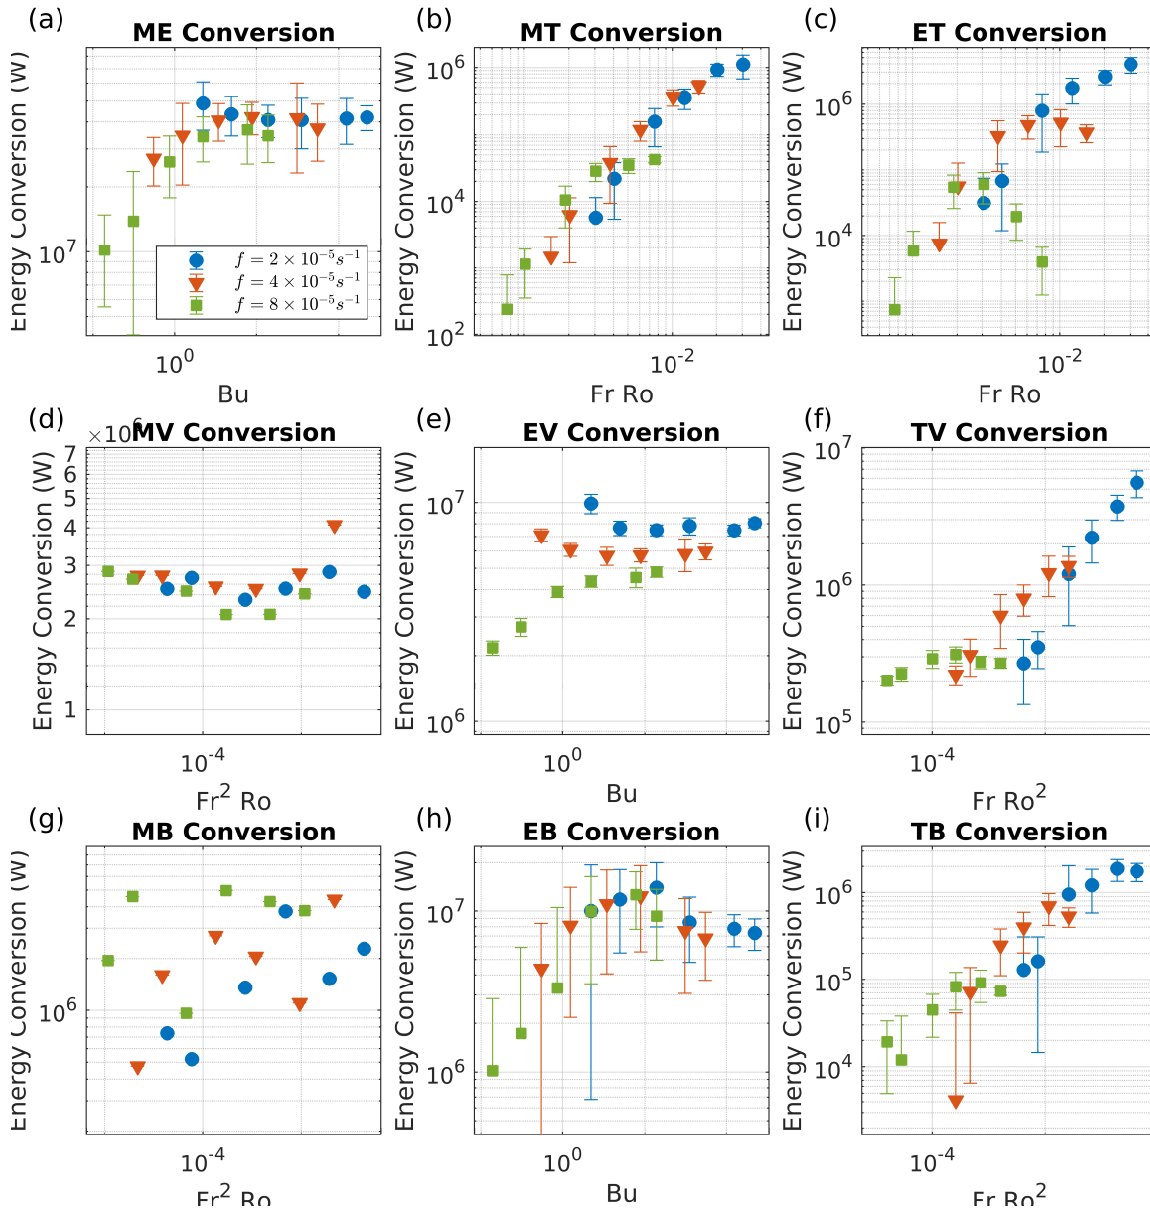 (a) ME Conversion
Energy Conversion (W)
10^7
10^0
Bu
f = 2 × 10^-5 s^-1
f = 4 × 10^-5 s^-1
f = 8 × 10^-5 s^-1
(b) MT Conversion
Energy Conversion (W)
10^6
10^4
10^2
10^-2
Fr Ro
(c) ET Conversion
Energy Conversion (W)
10^6
10^4
10^-2
Fr Ro
(d) MV Conversion
Energy Conversion (W)
7
6
5
4
3
2
1
10^-4
Fr^2 Ro
(e) EV Conversion
Energy Conversion (W)
10^7
10^6
10^0
Bu
(f) TV Conversion
Energy Conversion (W)
10^7
10^6
10^5
10^-4
Fr Ro^2
(g) MB Conversion
Energy Conversion (W)
10^6
10^-4
Fr^2 Ro
(h) EB Conversion
Energy Conversion (W)
10^7
10^6
10^0
Bu
(i) TB Conversion
Energy Conversion (W)
10^6
10^5
10^4
10^-4
Fr Ro^2